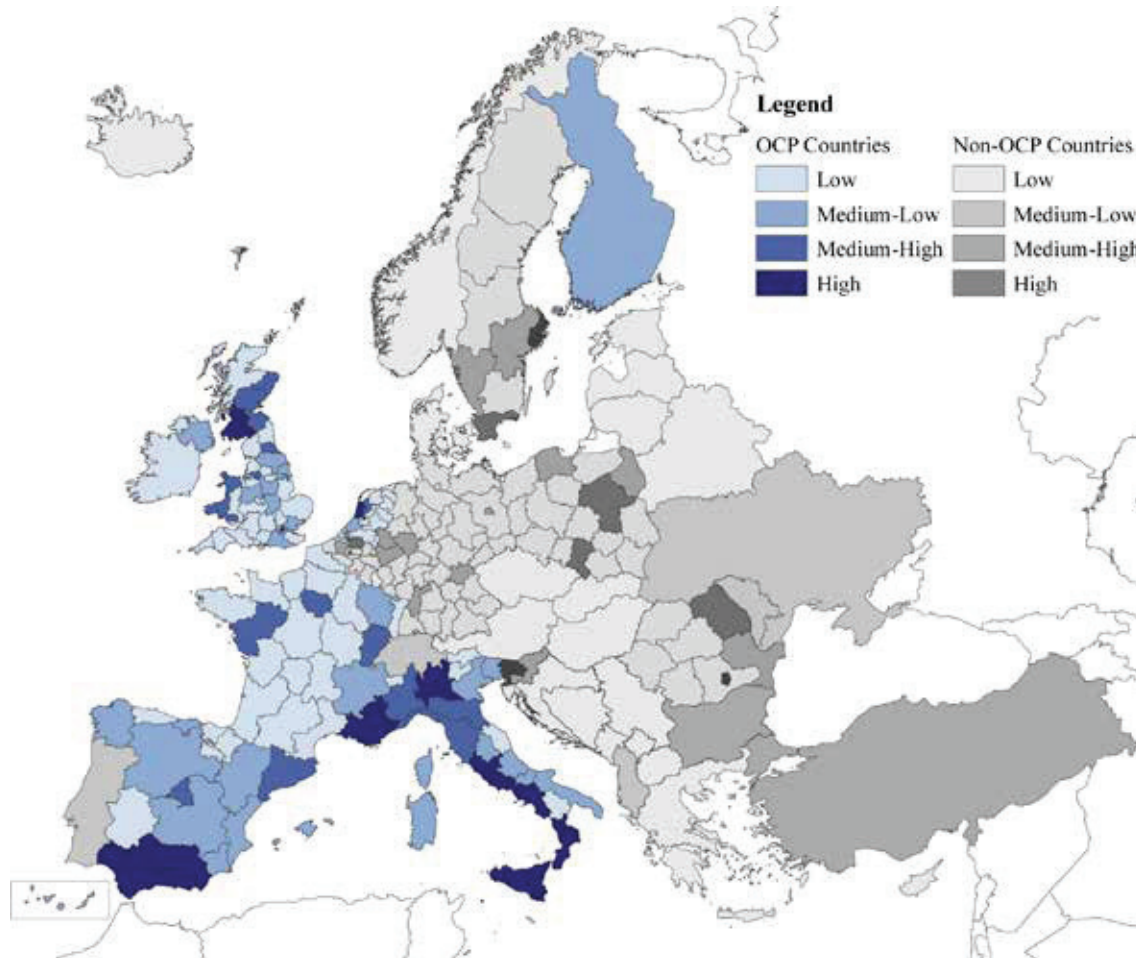 Legend
OCP Countries Non-OCP Countries
Low Low
Medium-Low Medium-Low
Medium-High Medium-High
High High